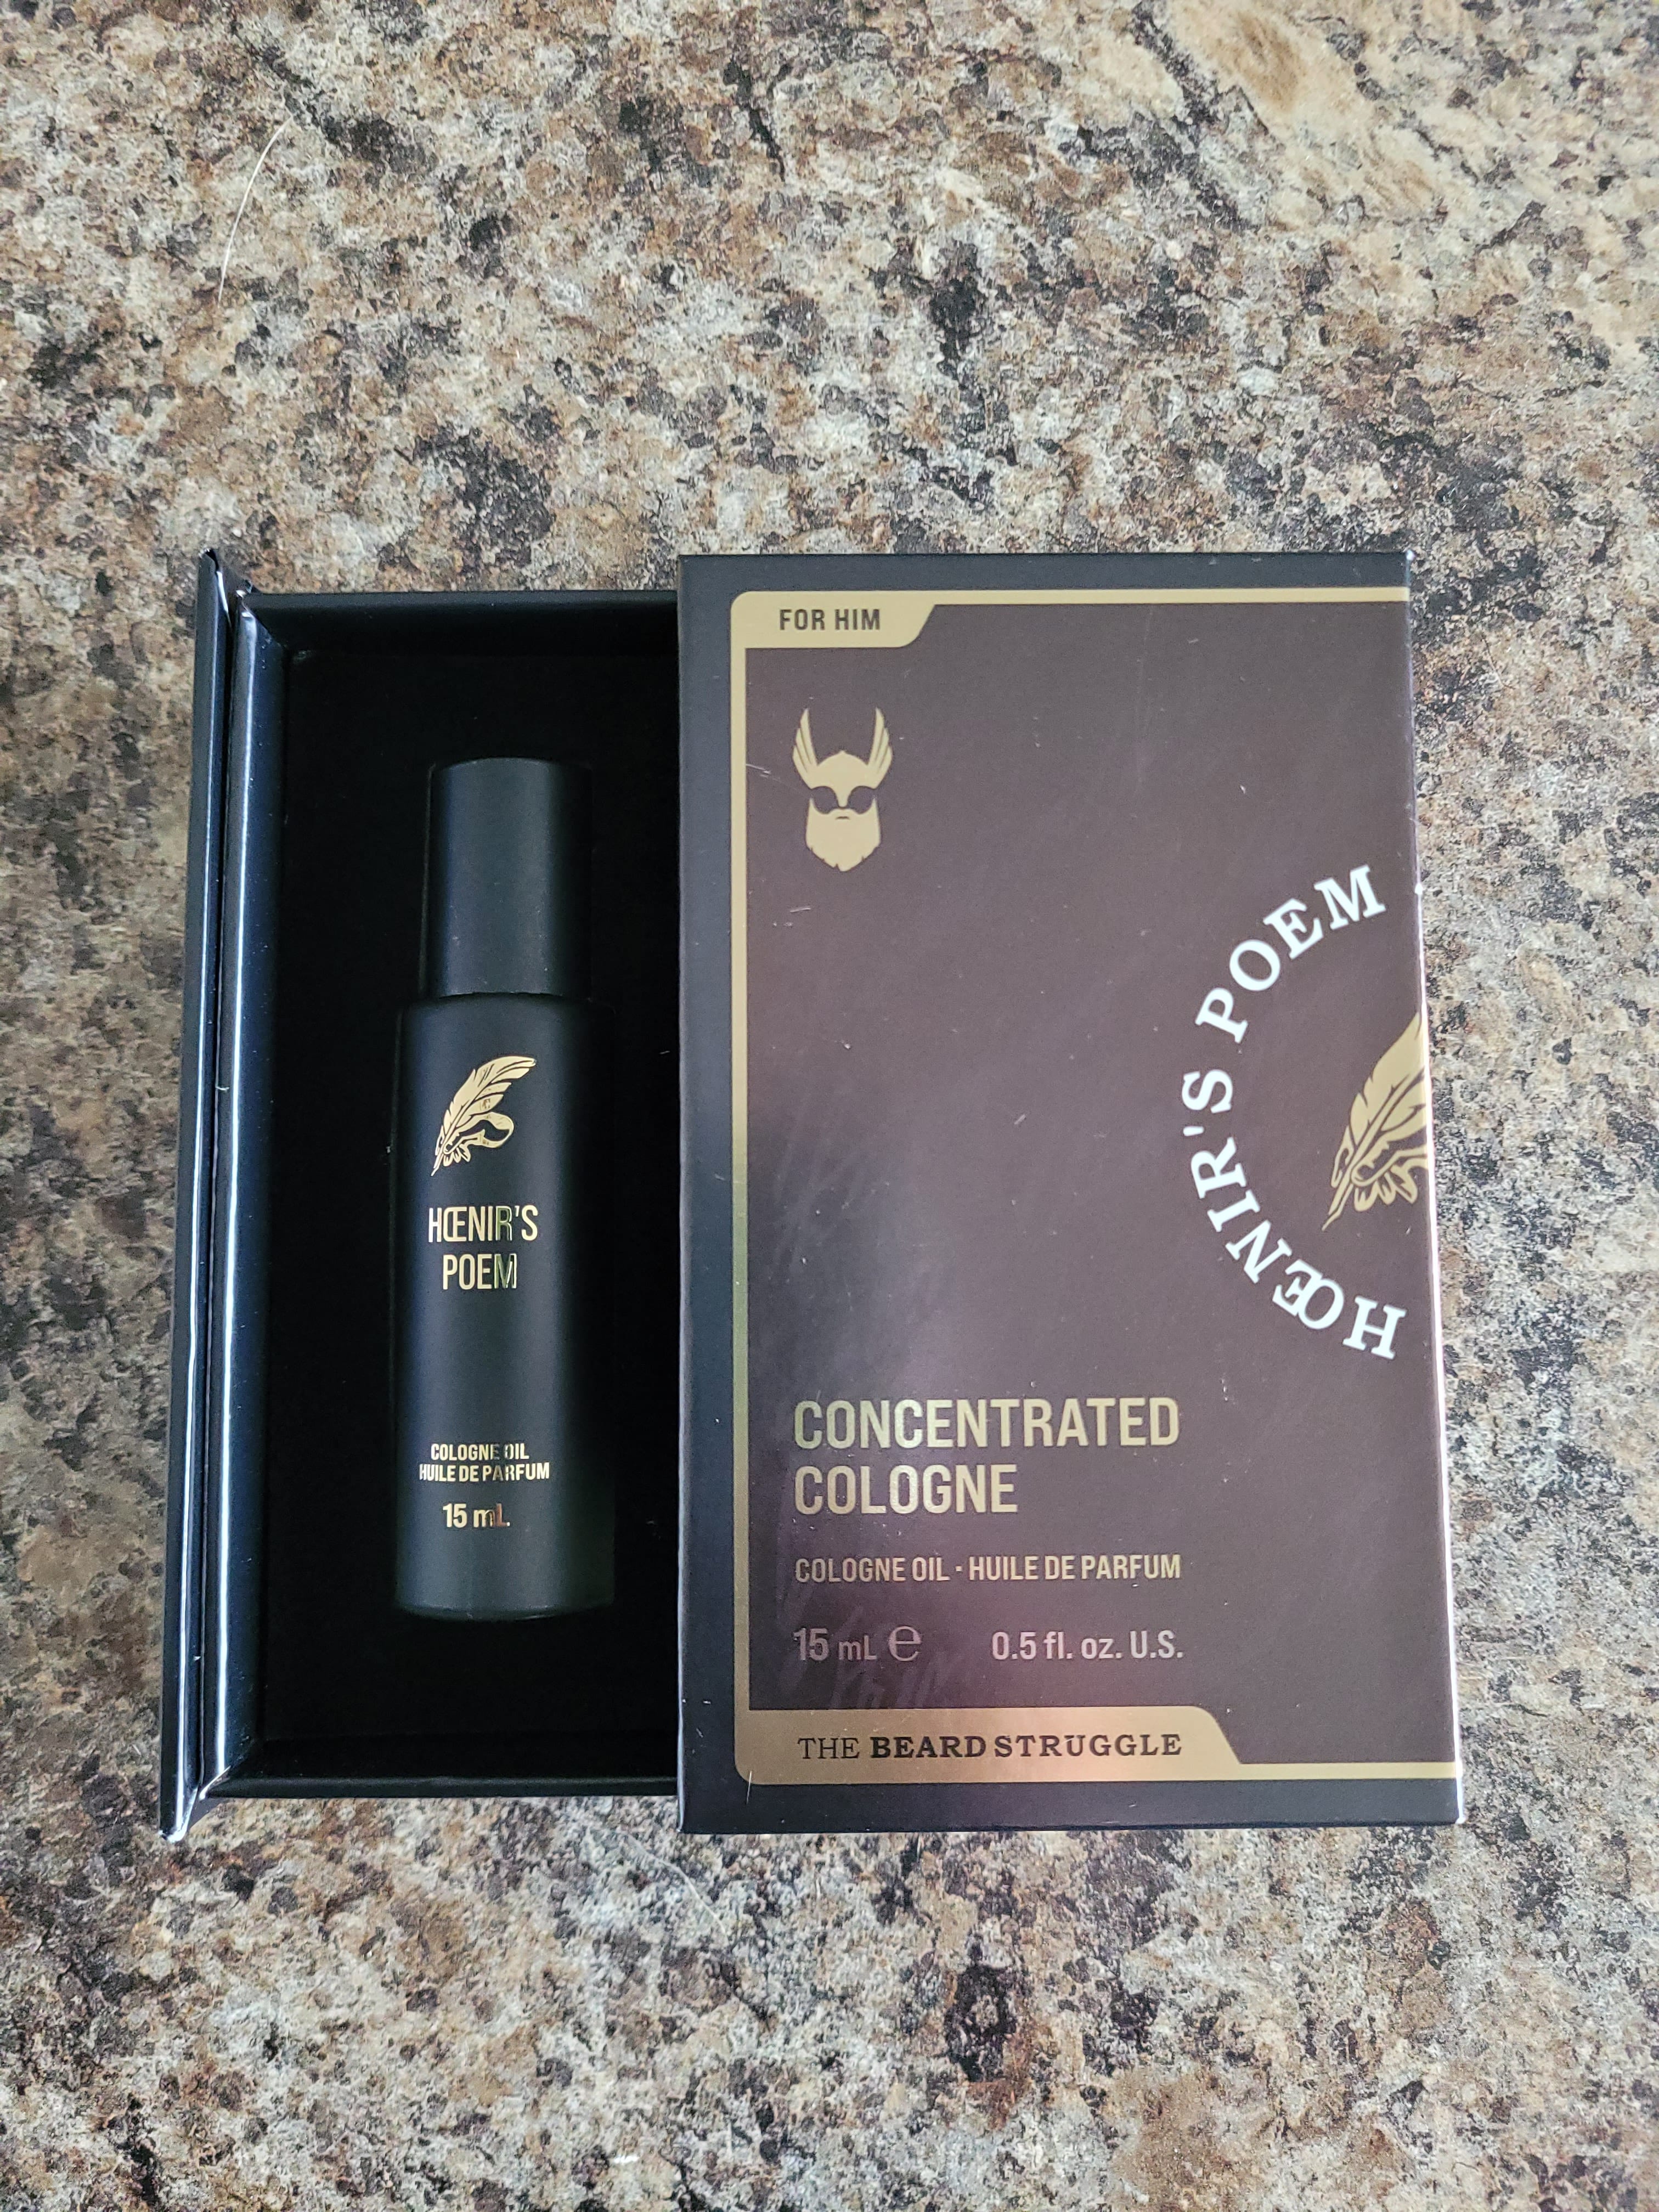 HŒNIR'S
POEM
COLOGNE OIL
HUILE DE PARFUM
15 mL
FOR HIM
HŒNIR'S POEM
CONCENTRATED
COLOGNE
COLOGNE OIL · HUILE DE PARFUM
15 mL ℮ 0.5 fl. oz. U.S.
THE BEARD STRUGGLE